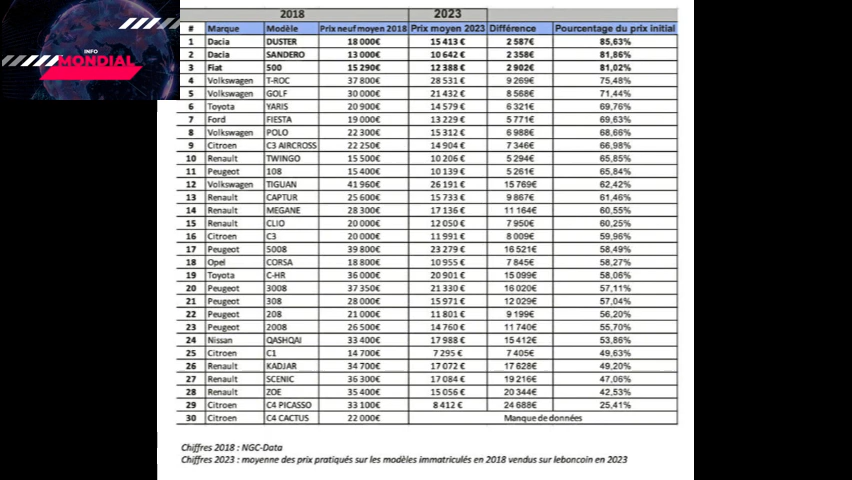 INFO
MONDIAL
2018 2023
# Marque Modèle Prix neuf moyen 2018 Prix moyen 2023 Différence Pourcentage du prix initial
1 Dacia DUSTER 18 000€ 15 413 € 2 587€ 85,63%
2 Dacia SANDERO 13 000€ 10 642 € 2 358€ 81,86%
3 Fiat 500 15 290€ 12 388 € 2 902€ 81,02%
4 Volkswagen T-ROC 37 800€ 28 531 € 9 269€ 75,48%
5 Volkswagen GOLF 30 000€ 21 432 € 8 568€ 71,44%
6 Toyota YARIS 20 900€ 14 579 € 6 321€ 69,76%
7 Ford FIESTA 19 000€ 13 229 € 5 771€ 69,63%
8 Volkswagen POLO 22 300€ 15 312 € 6 988€ 68,66%
9 Citroen C3 AIRCROSS 22 250€ 14 904 € 7 346€ 66,98%
10 Renault TWINGO 15 500€ 10 206 € 5 294€ 65,85%
11 Peugeot 108 15 400€ 10 139 € 5 261€ 65,84%
12 Volkswagen TIGUAN 41 960€ 26 191 € 15 769€ 62,42%
13 Renault CAPTUR 25 600€ 15 733 € 9 867€ 61,46%
14 Renault MEGANE 28 300€ 17 136 € 11 164€ 60,55%
15 Renault CLIO 20 000€ 12 050 € 7 950€ 60,25%
16 Citroen C3 20 000€ 11 991 € 8 009€ 59,96%
17 Peugeot 5008 39 800€ 23 279 € 16 521€ 58,49%
18 Opel CORSA 18 800€ 10 955 € 7 845€ 58,27%
19 Toyota C-HR 36 000€ 20 901 € 15 099€ 58,06%
20 Peugeot 3008 37 350€ 21 330 € 16 020€ 57,11%
21 Peugeot 308 28 000€ 15 971 € 12 029€ 57,04%
22 Peugeot 208 21 000€ 11 801 € 9 199€ 56,20%
23 Peugeot 2008 26 500€ 14 760 € 11 740€ 55,70%
24 Nissan QASHQAI 33 400€ 17 988 € 15 412€ 53,86%
25 Citroen C1 14 700€ 7 295 € 7 405€ 49,63%
26 Renault KADJAR 34 700€ 17 072 € 17 628€ 49,20%
27 Renault SCENIC 36 300€ 17 084 € 19 216€ 47,06%
28 Renault ZOE 35 400€ 15 056 € 20 344€ 42,53%
29 Citroen C4 PICASSO 33 100€ 8 412 € 24 688€ 25,41%
30 Citroen C4 CACTUS 22 000€ Manque de données
Chiffres 2018 : NGC-Data
Chiffres 2023 : moyenne des prix pratiqués sur les modèles immatriculés en 2018 vendus sur leboncoin en 2023